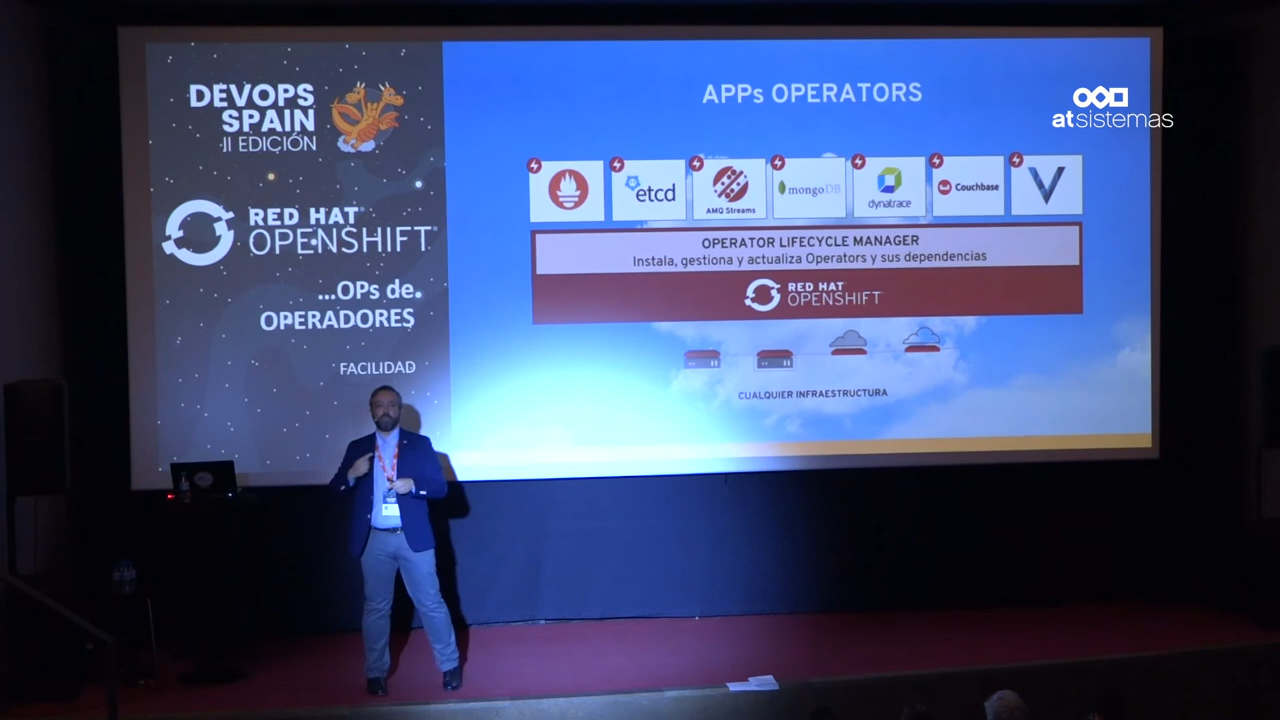 DEVOPS
SPAIN
II EDICIÓN
RED HAT®
OPENSHIFT®
...OPs de
OPERADORES
FACILIDAD
APPs OPERATORS
atsistemas
etcd
AMQ Streams
mongoDB
dynatrace
Couchbase
OPERATOR LIFECYCLE MANAGER
Instala, gestiona y actualiza Operators y sus dependencias
RED HAT®
OPENSHIFT®
CUALQUIER INFRAESTRUCTURA